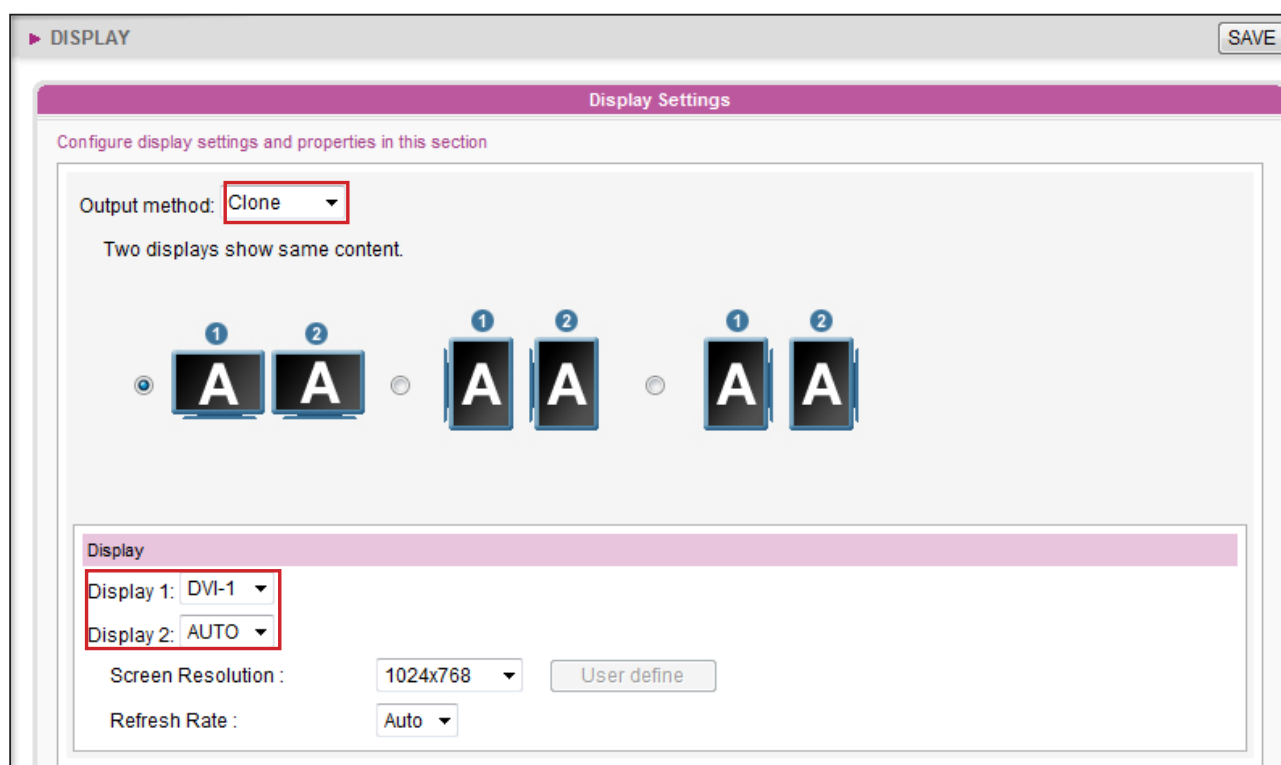 DISPLAY SAVE
Display Settings
Configure display settings and properties in this section
Output method: Clone
Two displays show same content.
1 2 1 2 1 2
A A A A A A
Display
Display 1: DVI-1
Display 2: AUTO
Screen Resolution : 1024x768 User define
Refresh Rate : Auto